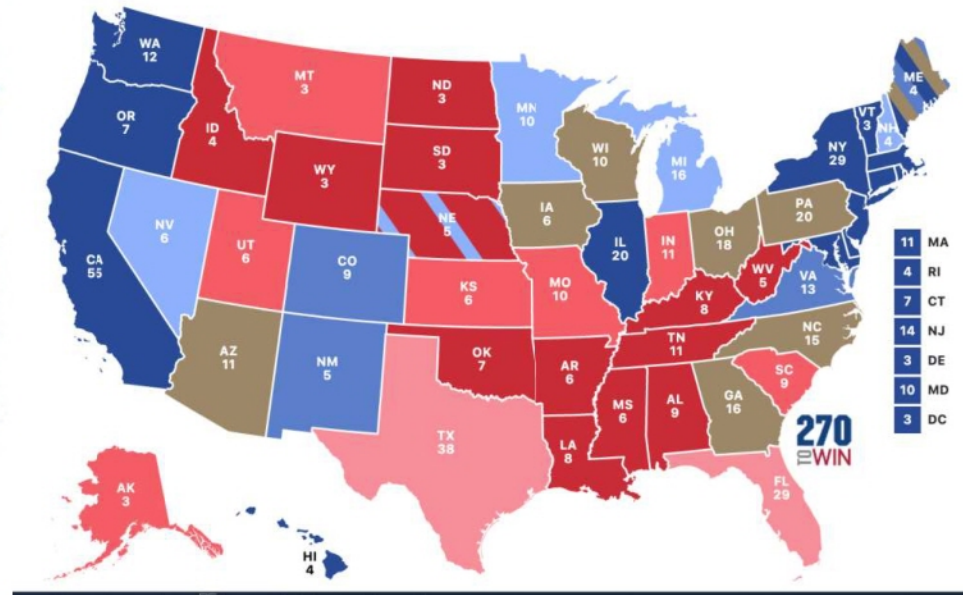 WA
12
OR
7
CA
55
NV
6
ID
4
MT
3
WY
3
UT
6
CO
9
AZ
11
NM
5
ND
3
SD
3
NE
5
KS
6
OK
7
TX
38
MN
10
IA
6
MO
10
AR
6
LA
8
WI
10
IL
20
MI
16
IN
11
OH
18
KY
8
TN
11
MS
6
AL
9
GA
16
FL
29
SC
9
NC
15
VA
13
WV
5
PA
20
NY
29
VT
3
NH
4
ME
4
AK
3
HI
4
11 MA
4 RI
7 CT
14 NJ
3 DE
10 MD
3 DC
270
TO WIN